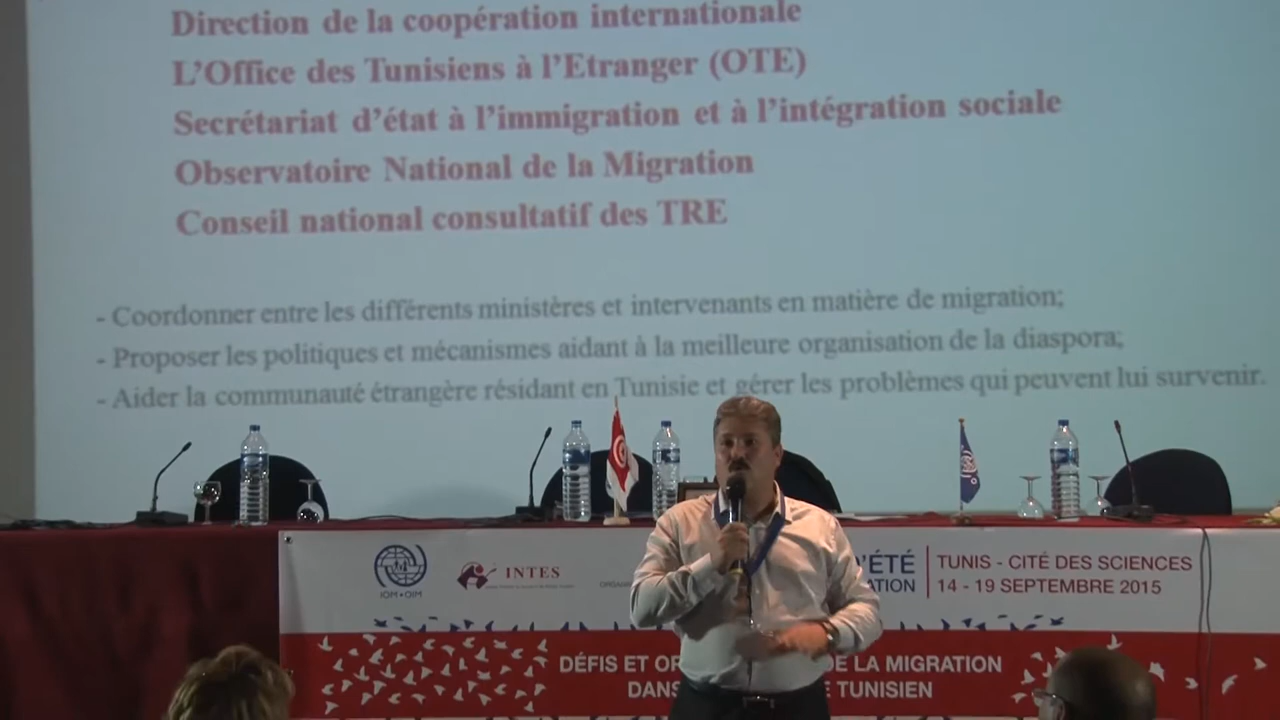 Direction de la coopération internationale
L'Office des Tunisiens à l'Etranger (OTE)
Secrétariat d'état à l'immigration et à l'intégration sociale
Observatoire National de la Migration
Conseil national consultatif des TRE
- Coordonner entre les différents ministères et intervenants en matière de migration;
- Proposer les politiques et mécanismes aidant à la meilleure organisation de la diaspora;
- Aider la communauté étrangère résidant en Tunisie et gérer les problèmes qui peuvent lui survenir.
IOM • OIM
INTES
'ÉTÉ
TUNIS - CITÉ DES SCIENCES
14 - 19 SEPTEMBRE 2015
DÉFIS ET DE LA MIGRATION
TUNISIEN